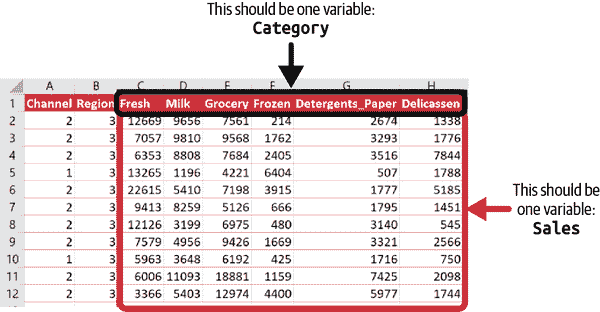 This should be one variable:
Category
A B C D E F G H
1 Channel Region Fresh Milk Grocery Frozen Detergents_Paper Delicassen
2 2 3 12669 9656 7561 214 2674 1338
3 2 3 7057 9810 9568 1762 3293 1776
4 2 3 6353 8808 7684 2405 3516 7844
5 1 3 13265 1196 4221 6404 507 1788
6 2 3 22615 5410 7198 3915 1777 5185
7 2 3 9413 8259 5126 666 1795 1451
8 2 3 12126 3199 6975 480 3140 545
9 2 3 7579 4956 9426 1669 3321 2566
10 1 3 5963 3648 6192 425 1716 750
11 2 3 6006 11093 18881 1159 7425 2098
12 2 3 3366 5403 12974 4400 5977 1744
This should be
one variable:
Sales